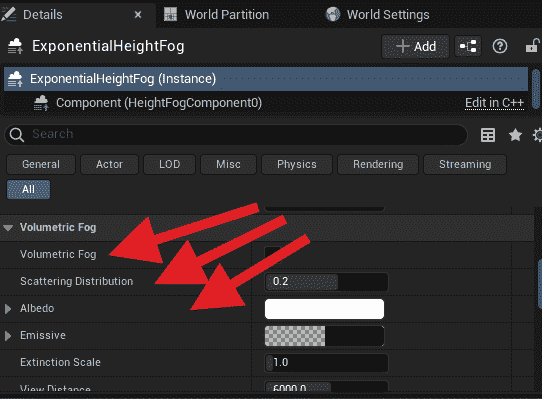 Details
World Partition
World Settings
ExponentialHeightFog
+ Add
ExponentialHeightFog (Instance)
Component (HeightFogComponent0)
Edit in C++
Search
General
Actor
LOD
Misc
Physics
Rendering
Streaming
All
Volumetric Fog
Volumetric Fog
Scattering Distribution
0.2
Albedo
Emissive
Extinction Scale
1.0
View Distance
6000.0